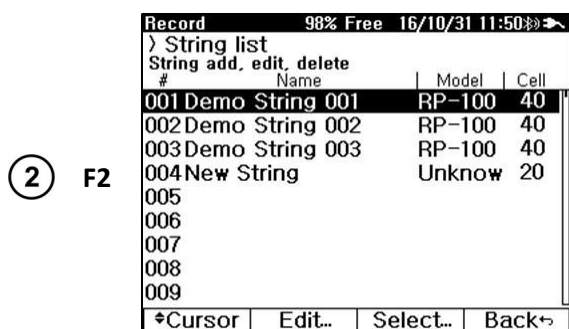 Record 98% Free 16/10/31 11:50
> String list
String add, edit, delete
# Name Model Cell
001 Demo String 001 RP-100 40
002 Demo String 002 RP-100 40
003 Demo String 003 RP-100 40
2 F2 004 New String Unknow 20
005
006
007
008
009
Cursor Edit… Select… Back